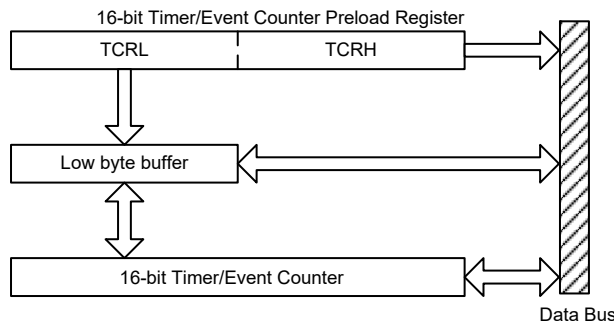 16-bit Timer/Event Counter Preload Register
TCRL TCRH
Low byte buffer
16-bit Timer/Event Counter
Data Bus